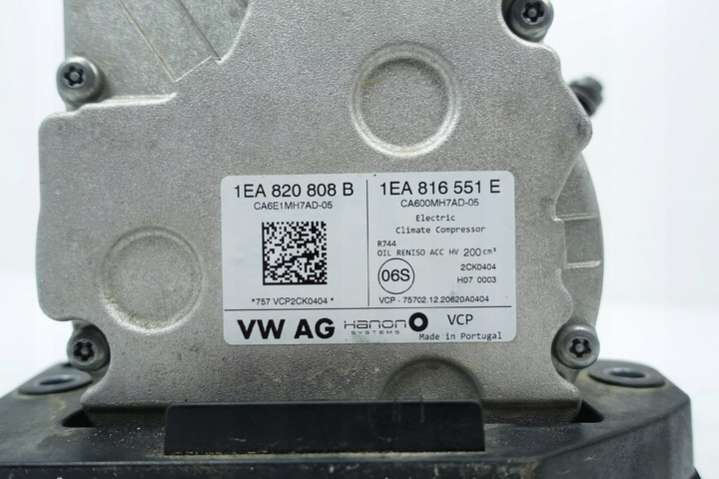 1EA 820 808 B
CA6E1MH7AD-05
*757 VCP2CK0404 *
1EA 816 551 E
CA600MH7AD-05
Electric
Climate Compressor
R744
OIL RENISO ACC HV 200 cm³
06S
2CK0404
H07 0003
VCP - 75702.12.20620A0404
VW AG
Hanon
SYSTEMS
VCP
Made in Portugal